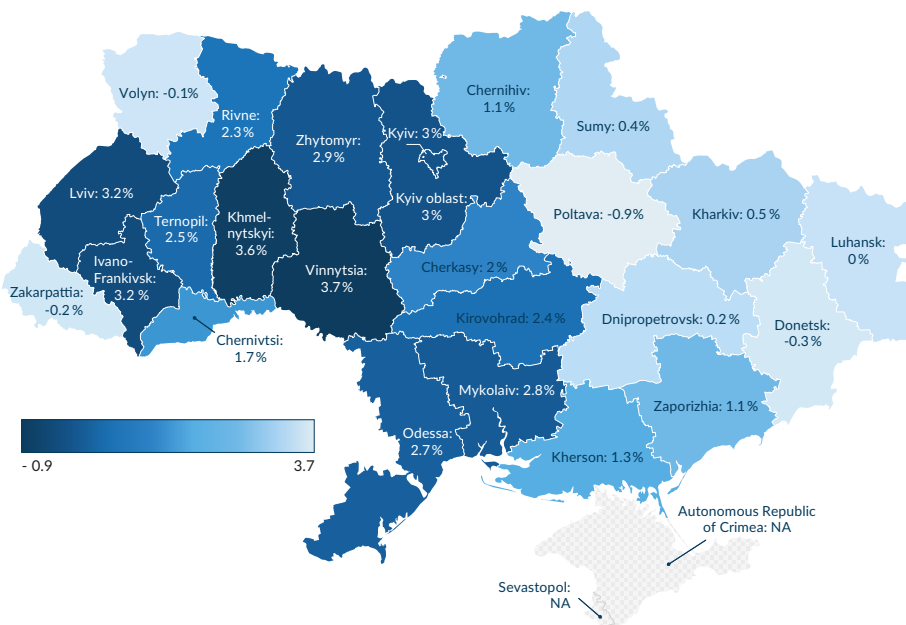 Volyn: -0.1%
Rivne:
2.3%
Zhytomyr:
2.9%
Kyiv: 3%
Chernihiv:
1.1%
Sumy: 0.4%
Lviv: 3.2%
Ternopil:
2.5%
Khmel-
nytskyi:
3.6%
Kyiv oblast:
3%
Poltava: -0.9%
Kharkiv: 0.5%
Luhansk:
0%
Ivano-
Frankivsk:
3.2 %
Vinnytsia:
3.7%
Cherkasy: 2%
Zakarpattia:
-0.2%
Chernivtsi:
1.7%
Kirovohrad: 2.4%
Dnipropetrovsk: 0.2%
Donetsk:
-0.3%
Mykolaiv: 2.8%
Zaporizhia: 1.1%
Odessa:
2.7%
Kherson: 1.3%
- 0.9
3.7
Autonomous Republic
of Crimea: NA
Sevastopol:
NA